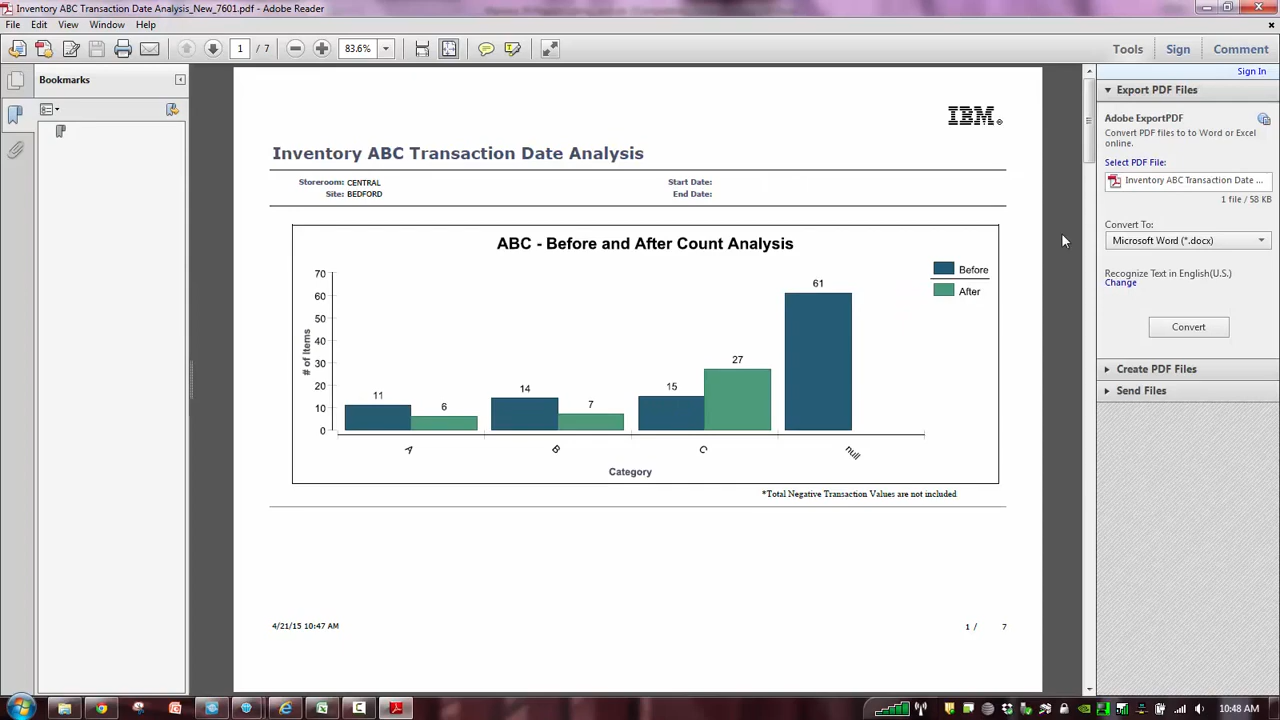 Inventory ABC Transaction Date Analysis_New_7601.pdf - Adobe Reader
File Edit View Window Help
1 / 7 83.6% Tools Sign Comment
Sign In
Bookmarks
Export PDF Files
Adobe ExportPDF
Convert PDF files to to Word or Excel
online.
Select PDF File:
Inventory ABC Transaction Date ...
1 file / 58 KB
Convert To:
Microsoft Word (*.docx)
Recognize Text in English(U.S.)
Change
Convert
Create PDF Files
Send Files
IBM®
Inventory ABC Transaction Date Analysis
Storeroom: CENTRAL Start Date:
Site: BEDFORD End Date:
ABC - Before and After Count Analysis
Before
After
# of Items
70
60
50
40
30
20
10
0
11
6
14
7
15
27
61
A B C null
Category
*Total Negative Transaction Values are not included
4/21/15 10:47 AM 1 / 7
10:48 AM